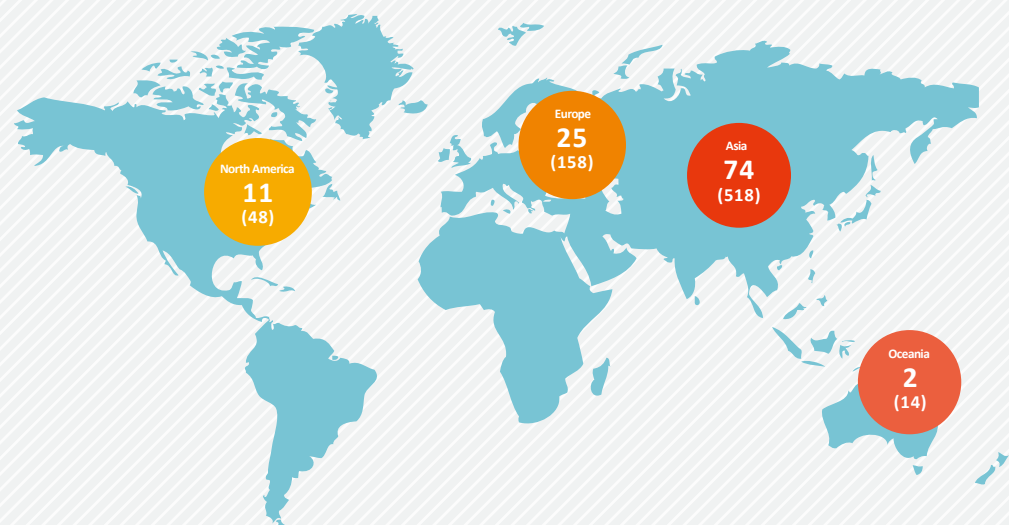 Europe
25
(158)
Asia
74
(518)
North America
11
(48)
Oceania
2
(14)